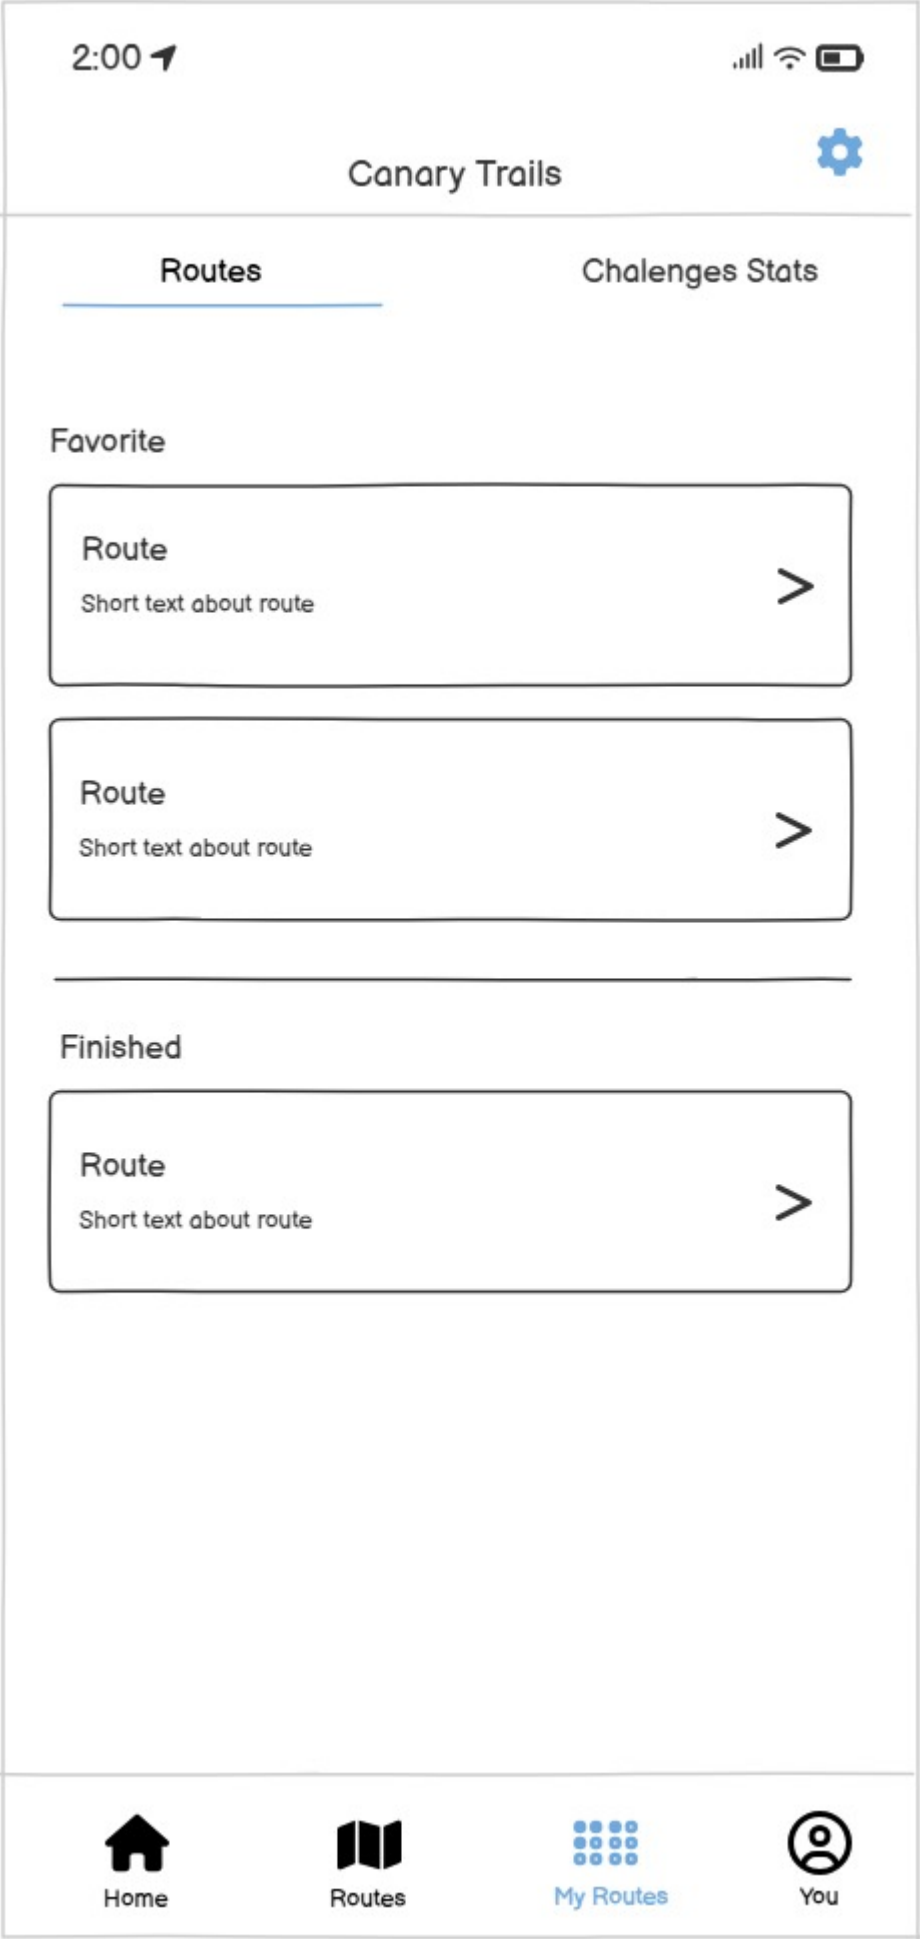 2:00
Canary Trails
Routes Chalenges Stats
Favorite
Route
Short text about route
>
Route
Short text about route
>
Finished
Route
Short text about route
>
Home Routes My Routes You